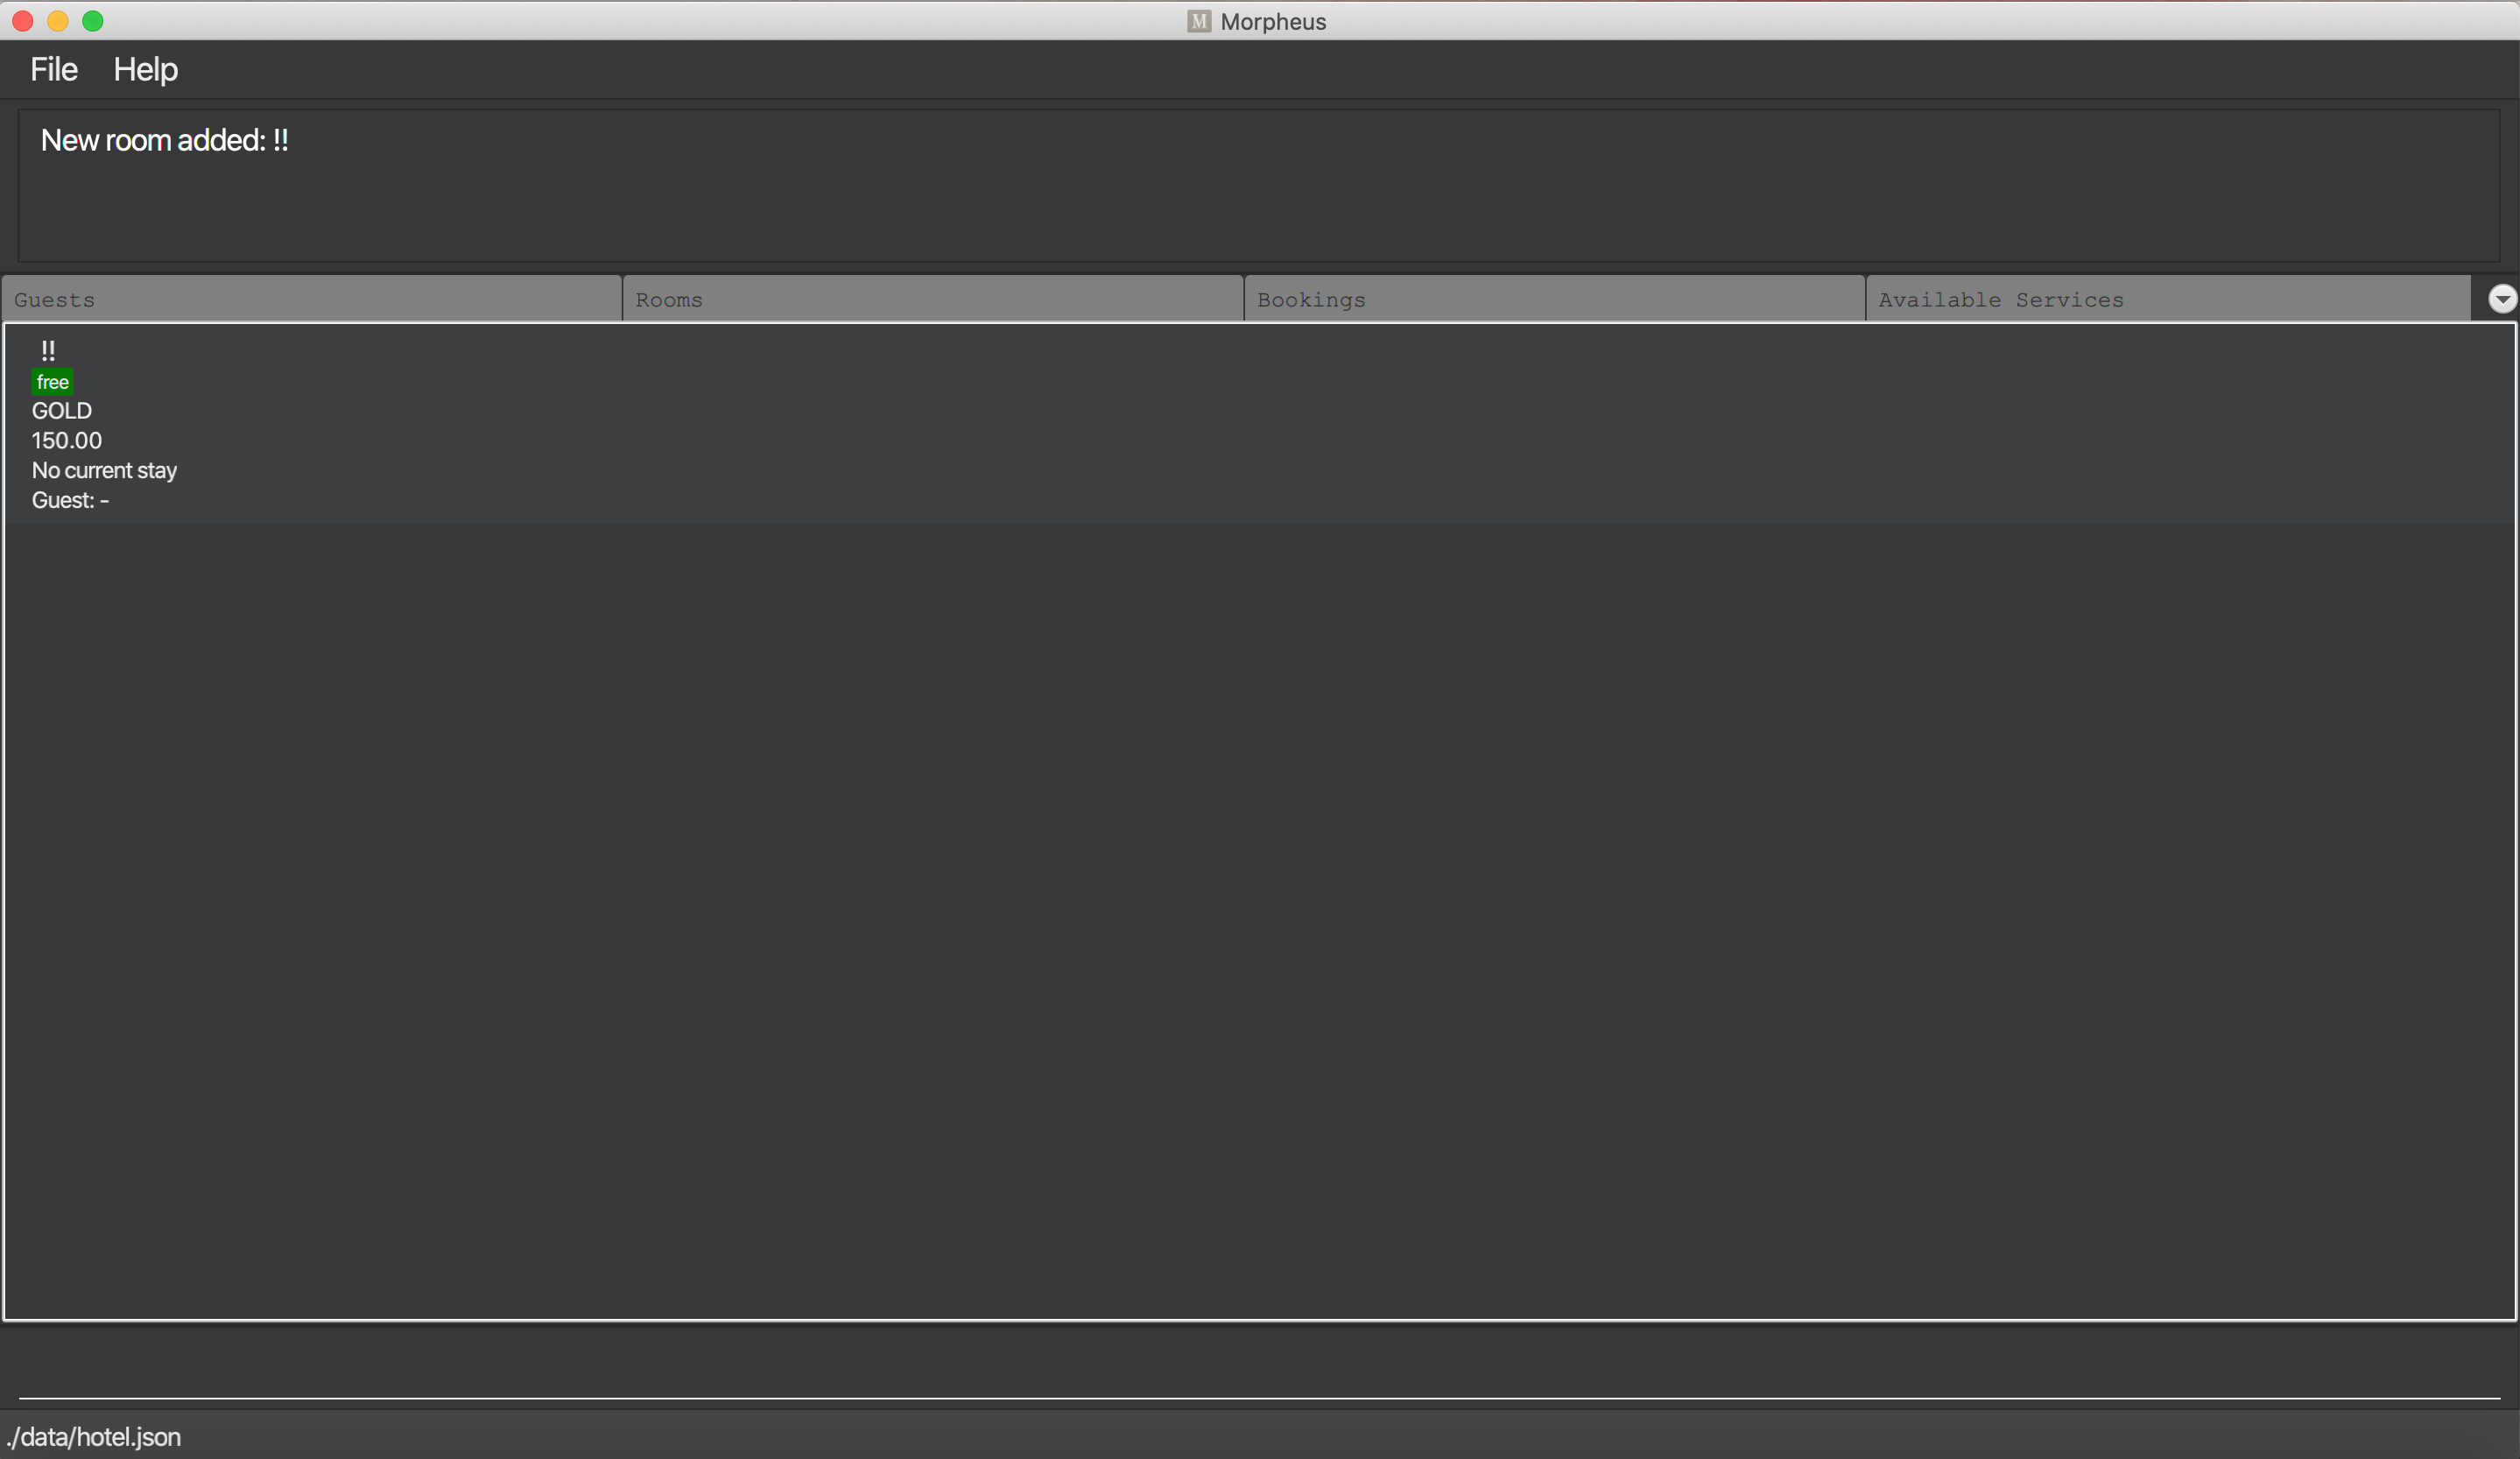 M Morpheus
File Help
New room added: !!
Guests Rooms Bookings Available Services
!!
free
GOLD
150.00
No current stay
Guest: -
./data/hotel.json